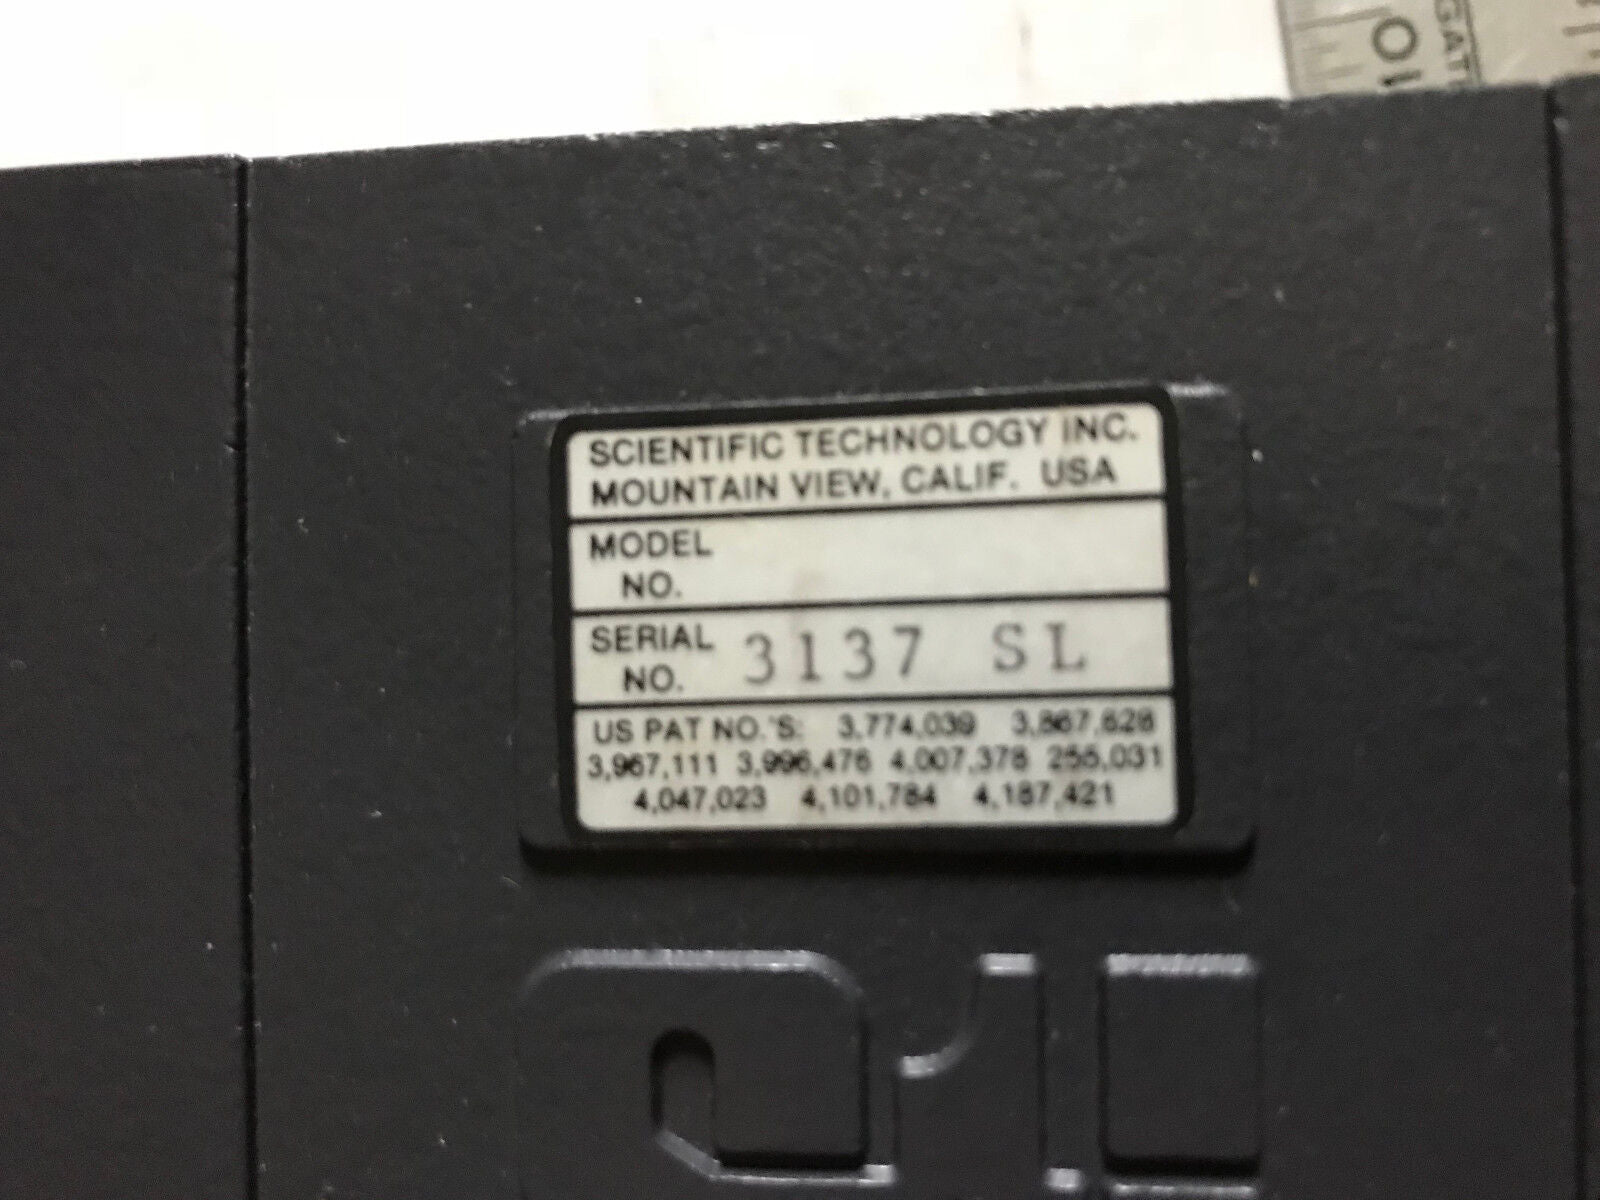 10
GAT
SCIENTIFIC TECHNOLOGY INC.
MOUNTAIN VIEW, CALIF. USA
MODEL
NO.
SERIAL
NO. 3137 SL
US PAT NO.'S: 3,774,039 3,867,628
3,967,111 3,996,476 4,007,378 255,031
4,047,023 4,101,784 4,187,421